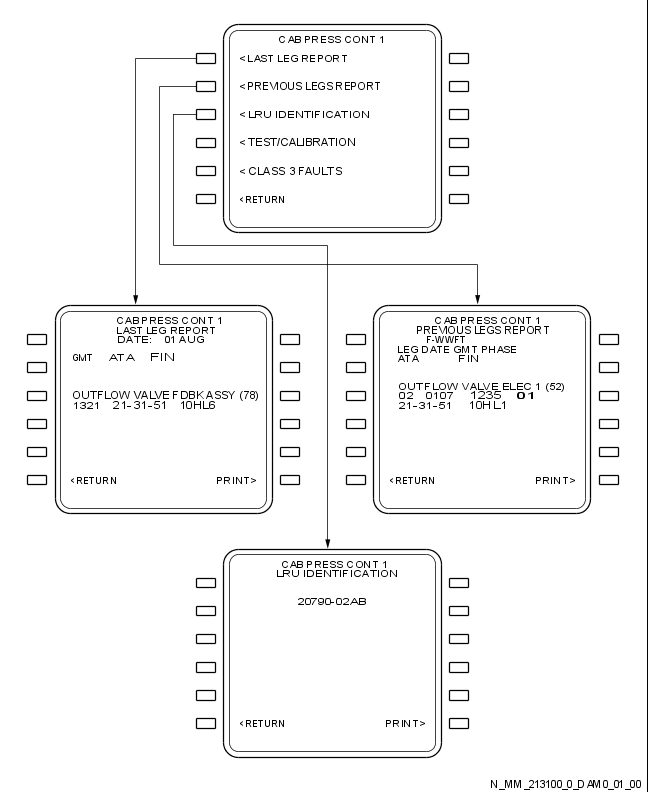 CAB PRESS CONT 1
<LAST LEG REPORT
<PREVIOUS LEGS REPORT
<LRU IDENTIFICATION
<TEST/CALIBRATION
<CLASS 3 FAULTS
<RETURN
CAB PRESS CONT 1
LAST LEG REPORT
DATE: 01 AUG
GMT ATA FIN
OUTFLOW VALVE FDBK ASSY (78)
1321 21-31-51 10HL6
<RETURN PRINT>
CAB PRESS CONT 1
PREVIOUS LEGS REPORT
F-WWFT
LEG DATE GMT PHASE
ATA FIN
OUTFLOW VALVE ELEC 1 (52)
02 0107 1235 01
21-31-51 10HL1
<RETURN PRINT>
CAB PRESS CONT 1
LRU IDENTIFICATION
20790-02AB
<RETURN PRINT>
N_MM_213100_0_DAM0_01_00